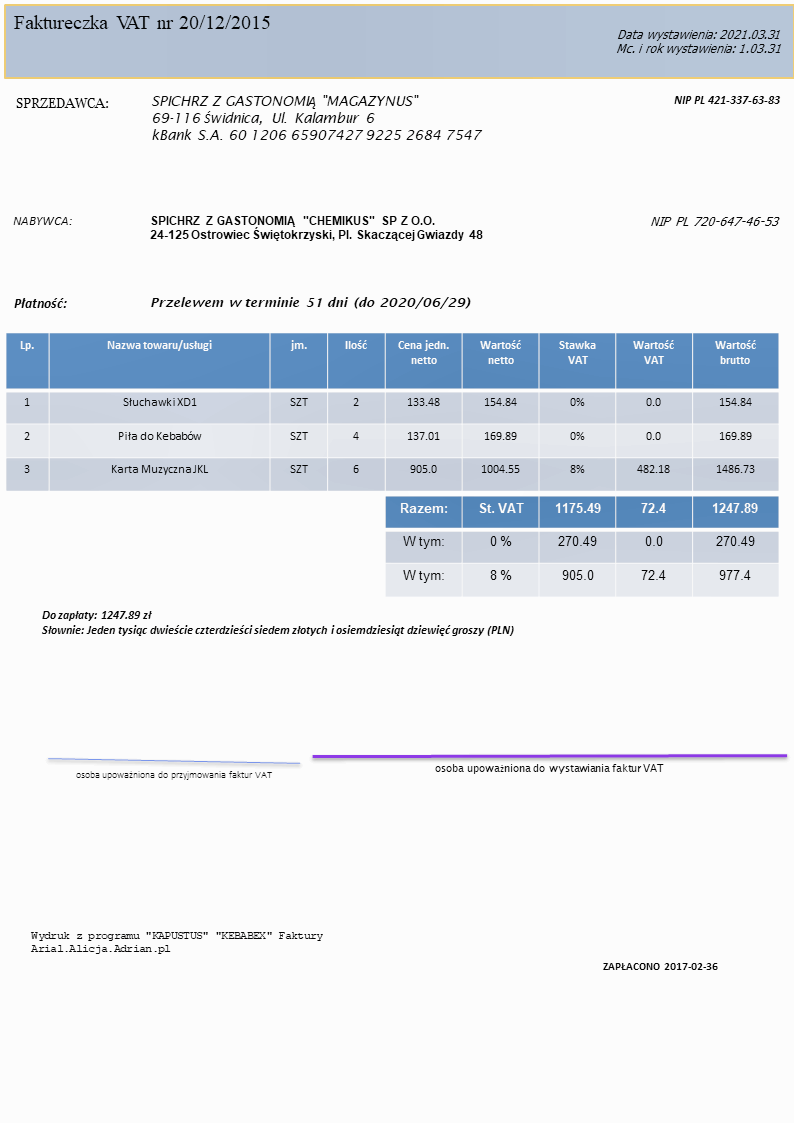 Faktureczka VAT nr 20/12/2015
Data wystawienia: 2021.03.31
Mc. i rok wystawienia: 1.03.31
SPRZEDAWCA: SPICHRZ Z GASTONOMIĄ "MAGAZYNUS" NIP PL 421-337-63-83
69-116 Świdnica, Ul. Kalambur 6
kBank S.A. 60 1206 65907427 9225 2684 7547
NABYWCA: SPICHRZ Z GASTONOMIĄ "CHEMIKUS" SP Z O.O. NIP PL 720-647-46-53
24-125 Ostrowiec Świętokrzyski, Pl. Skaczącej Gwiazdy 48
Płatność: Przelewem w terminie 51 dni (do 2020/06/29)
Lp. Nazwa towaru/usługi jm. Ilość Cena jedn. netto Wartość netto Stawka VAT Wartość VAT Wartość brutto
1 Słuchawki XD1 SZT 2 133.48 154.84 0% 0.0 154.84
2 Piła do Kebabów SZT 4 137.01 169.89 0% 0.0 169.89
3 Karta Muzyczna JKL SZT 6 905.0 1004.55 8% 482.18 1486.73
Razem: St. VAT 1175.49 72.4 1247.89
W tym: 0 % 270.49 0.0 270.49
W tym: 8 % 905.0 72.4 977.4
Do zapłaty: 1247.89 zł
Słownie: Jeden tysiąc dwieście czterdzieści siedem złotych i osiemdziesiąt dziewięć groszy (PLN)
osoba upoważniona do przyjmowania faktur VAT
osoba upoważniona do wystawiania faktur VAT
Wydruk z programu "KAPUSTUS" "KEBABEX" Faktury
Arial.Alicja.Adrian.pl
ZAPŁACONO 2017-02-36